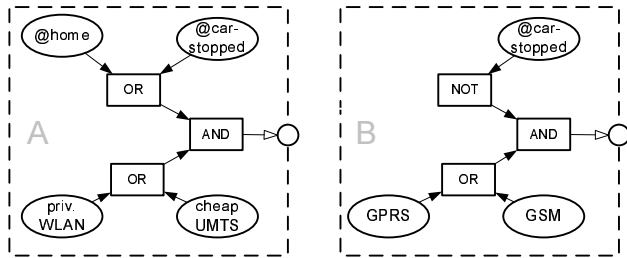 @home
@car-
stopped
OR
A
AND
OR
priv.
WLAN
cheap
UMTS
@car-
stopped
NOT
B
AND
OR
GPRS
GSM